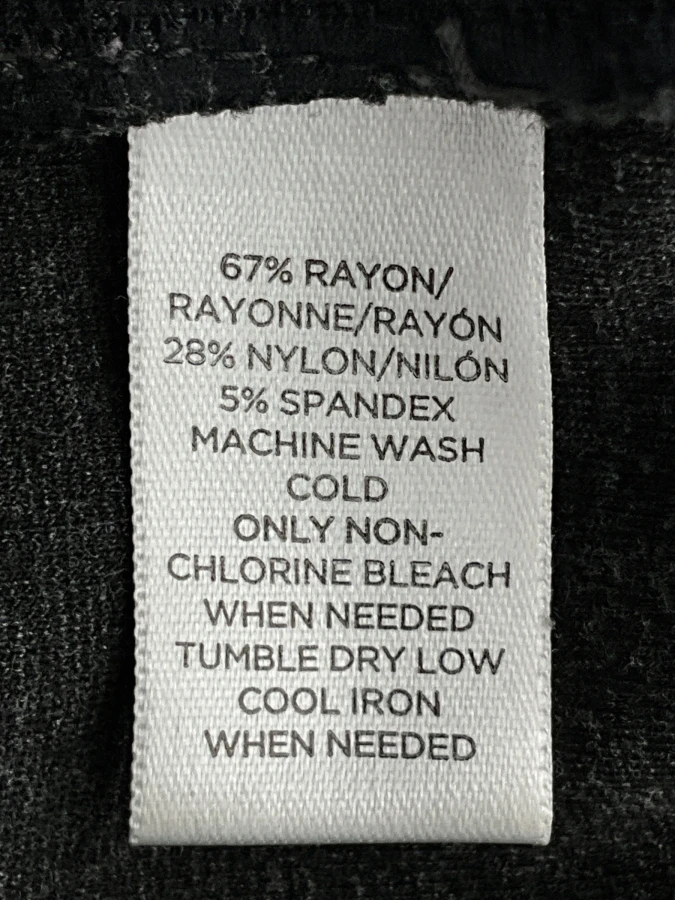 67% RAYON/
RAYONNE/RAYÓN
28% NYLON/NILÓN
5% SPANDEX
MACHINE WASH
COLD
ONLY NON-
CHLORINE BLEACH
WHEN NEEDED
TUMBLE DRY LOW
COOL IRON
WHEN NEEDED